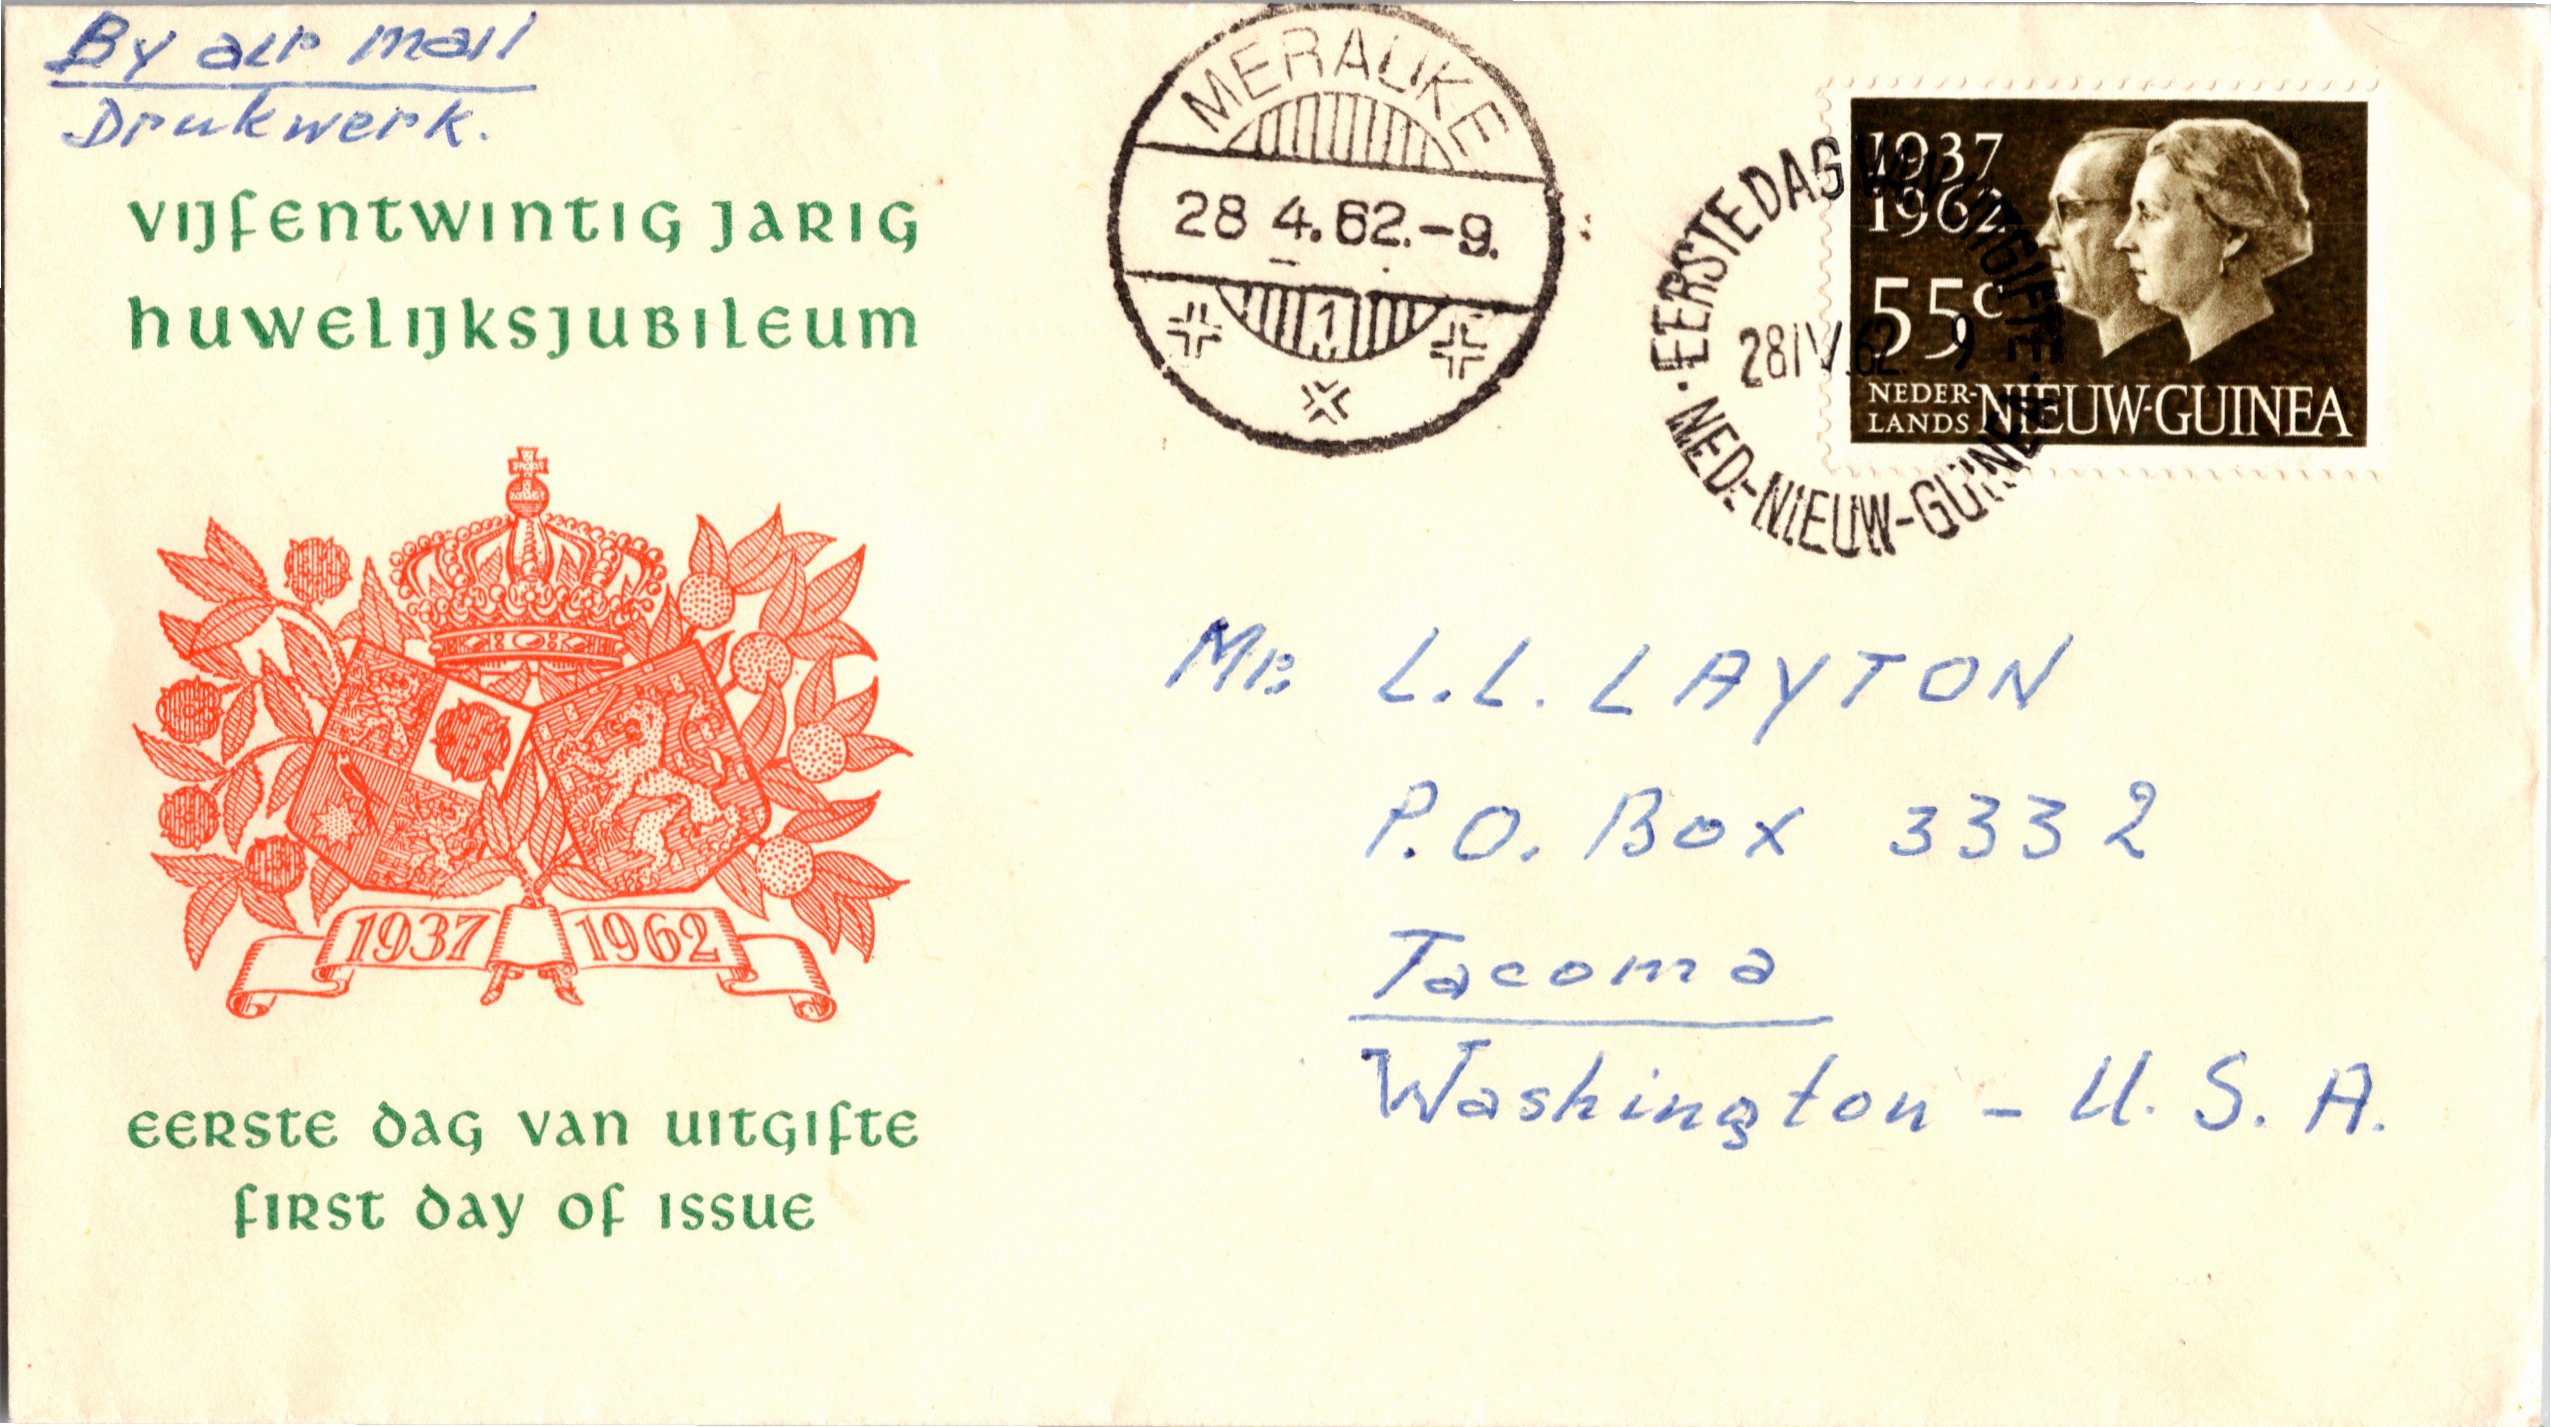 By air mail
Drukwerk.
VIJFENTWINTIG JARIG
HUWELIJKSJUBILEUM
1937 1962
EERSTE DAG VAN UITGIFTE
FIRST DAY OF ISSUE
MERAUKE
28 4.62.-9.
1
EERSTE DAG VAN UITGIFTE
28IV.62. 9
NED.-NIEUW-GUINEA
1937
1962
55c
NEDER-
LANDS NIEUW-GUINEA
Mr. L.L. LAYTON
P.O. Box 3332
Tacoma
Washington - U.S.A.